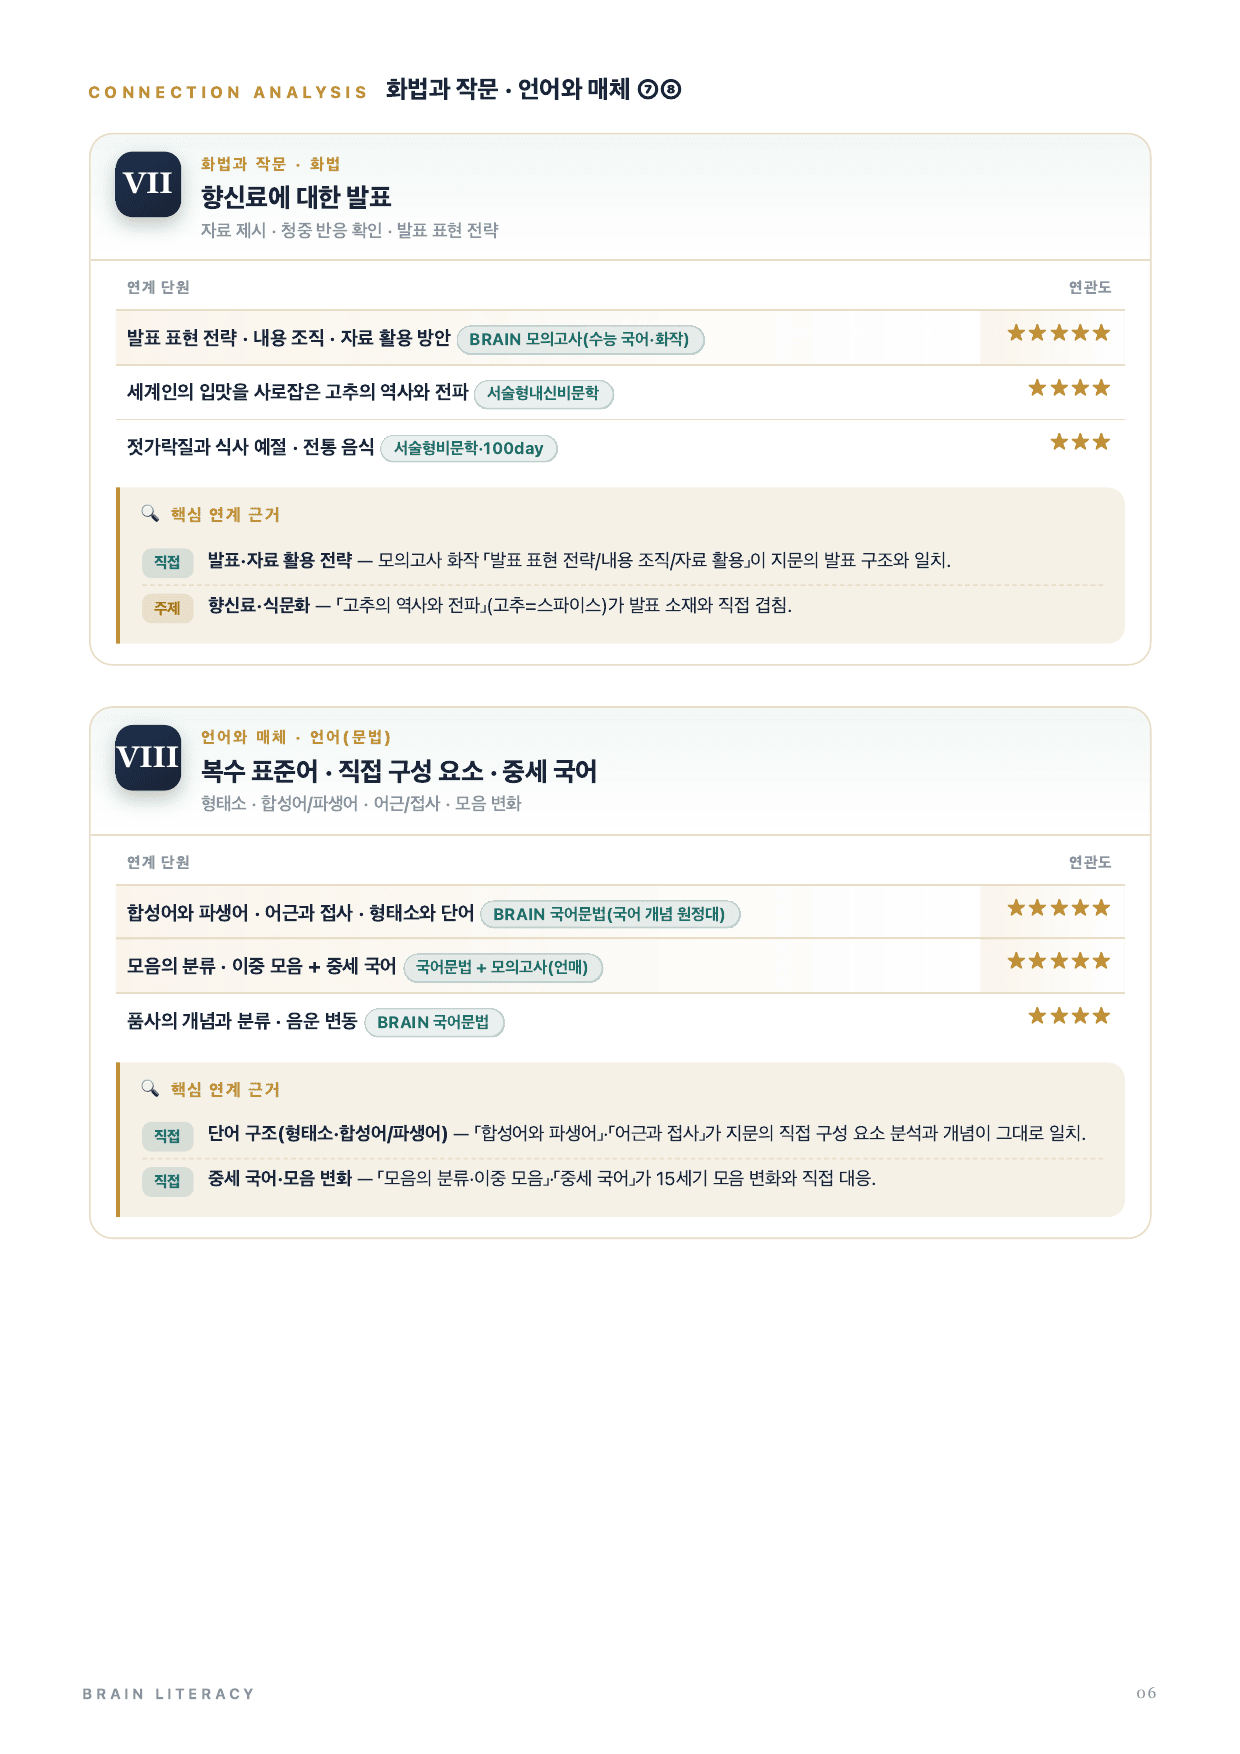 CONNECTION ANALYSIS 화법과 작문 · 언어와 매체 ⑦⑧
VII
화법과 작문 · 화법
향신료에 대한 발표
자료 제시 · 청중 반응 확인 · 발표 표현 전략
연계 단원 연관도
발표 표현 전략 · 내용 조직 · 자료 활용 방안 BRAIN 모의고사(수능 국어·화작) ★★★★★
세계인의 입맛을 사로잡은 고추의 역사와 전파 서술형내신비문학 ★★★★
젓가락질과 식사 예절 · 전통 음식 서술형비문학·100day ★★★
🔍 핵심 연계 근거
직접 발표·자료 활용 전략 — 모의고사 화작 「발표 표현 전략/내용 조직/자료 활용」이 지문의 발표 구조와 일치.
주제 향신료·식문화 — 「고추의 역사와 전파」(고추=스파이스)가 발표 소재와 직접 겹침.
VIII
언어와 매체 · 언어(문법)
복수 표준어 · 직접 구성 요소 · 중세 국어
형태소 · 합성어/파생어 · 어근/접사 · 모음 변화
연계 단원 연관도
합성어와 파생어 · 어근과 접사 · 형태소와 단어 BRAIN 국어문법(국어 개념 원정대) ★★★★★
모음의 분류 · 이중 모음 + 중세 국어 국어문법 + 모의고사(언매) ★★★★★
품사의 개념과 분류 · 음운 변동 BRAIN 국어문법 ★★★★
🔍 핵심 연계 근거
직접 단어 구조(형태소·합성어/파생어) — 「합성어와 파생어」·「어근과 접사」가 지문의 직접 구성 요소 분석과 개념이 그대로 일치.
직접 중세 국어·모음 변화 — 「모음의 분류·이중 모음」·「중세 국어」가 15세기 모음 변화와 직접 대응.
BRAIN LITERACY 06